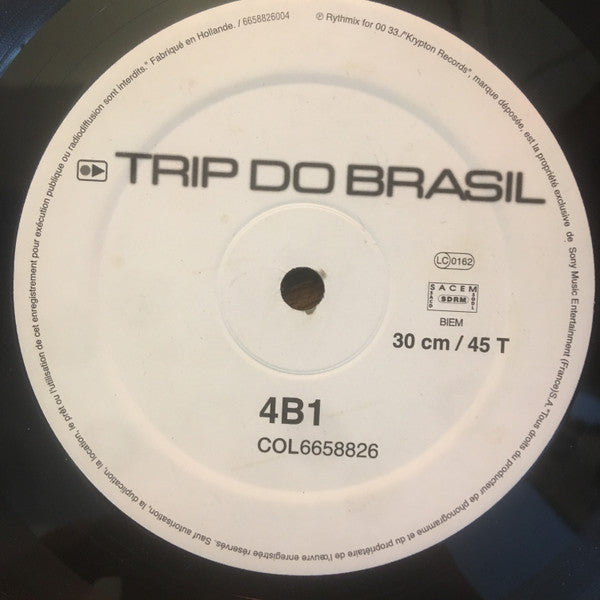 ℗ Rythmix for 00 33./"Krypton Records", marque déposée, est la propriété exclusive de Sony Music Entertainment (France)S.A."Tous droits du producteur de phonogramme et du propriétaire de l'œuvre enregistrée réservés. Sauf autorisation, la duplication, la location, le prêt ou l'utilisation de cet enregistrement pour exécution publique ou radiodiffusion sont interdits." Fabriqué en Hollande. / 6658826004
TRIP DO BRASIL
LC 0162
SACEM
SACD SDRM SGDL
BIEM
30 cm / 45 T
4B1
COL6658826